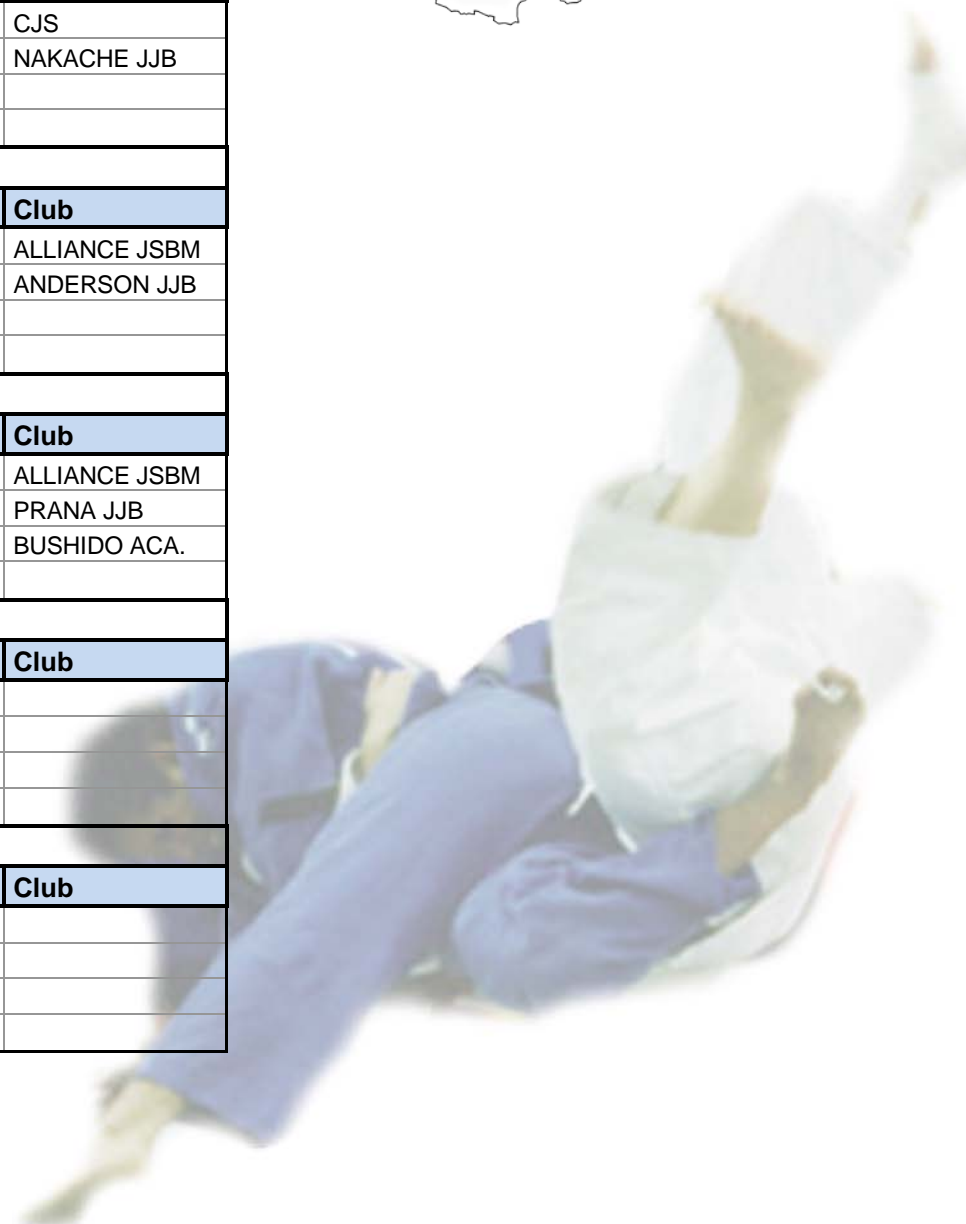 CJS
NAKACHE JJB
Club
ALLIANCE JSBM
ANDERSON JJB
Club
ALLIANCE JSBM
PRANA JJB
BUSHIDO ACA.
Club
Club